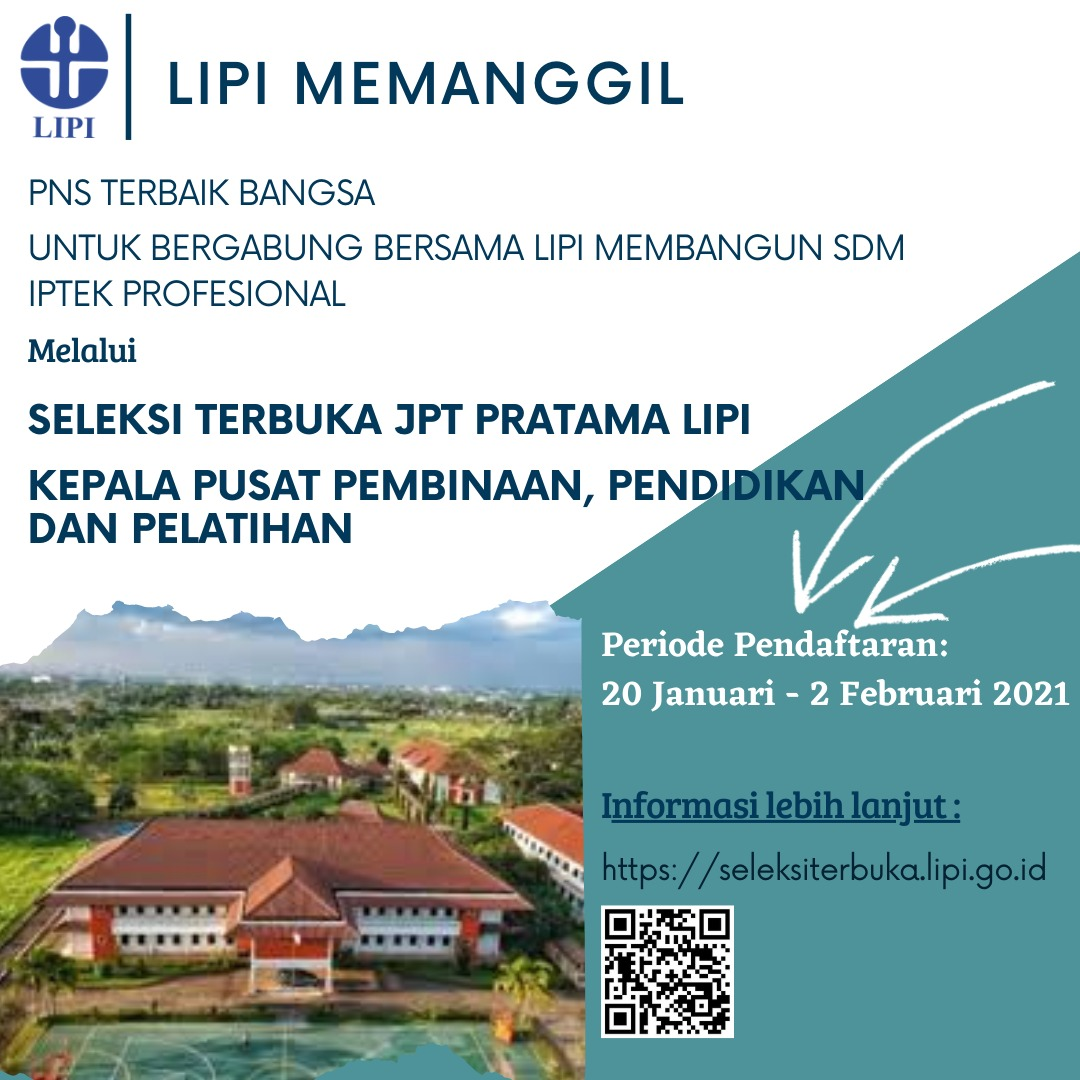 LIPI
LIPI MEMANGGIL
PNS TERBAIK BANGSA
UNTUK BERGABUNG BERSAMA LIPI MEMBANGUN SDM
IPTEK PROFESIONAL
Melalui
SELEKSI TERBUKA JPT PRATAMA LIPI
KEPALA PUSAT PEMBINAAN, PENDIDIKAN
DAN PELATIHAN
Periode Pendaftaran:
20 Januari - 2 Februari 2021
Informasi lebih lanjut :
https://seleksiterbuka.lipi.go.id